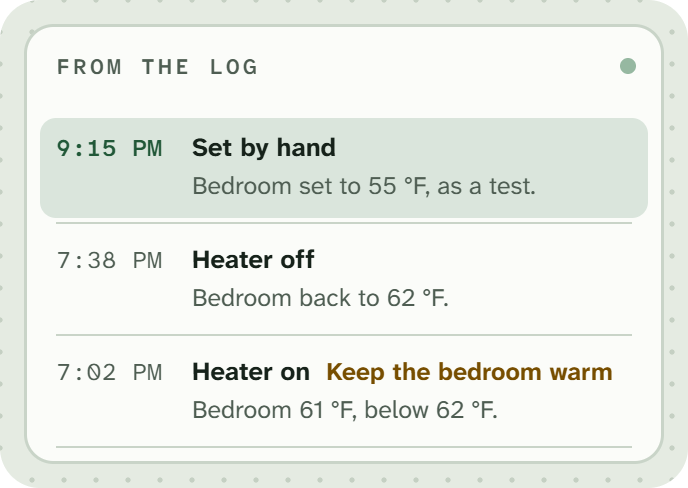 FROM THE LOG
9:15 PM Set by hand
Bedroom set to 55 °F, as a test.
7:38 PM Heater off
Bedroom back to 62 °F.
7:02 PM Heater on Keep the bedroom warm
Bedroom 61 °F, below 62 °F.